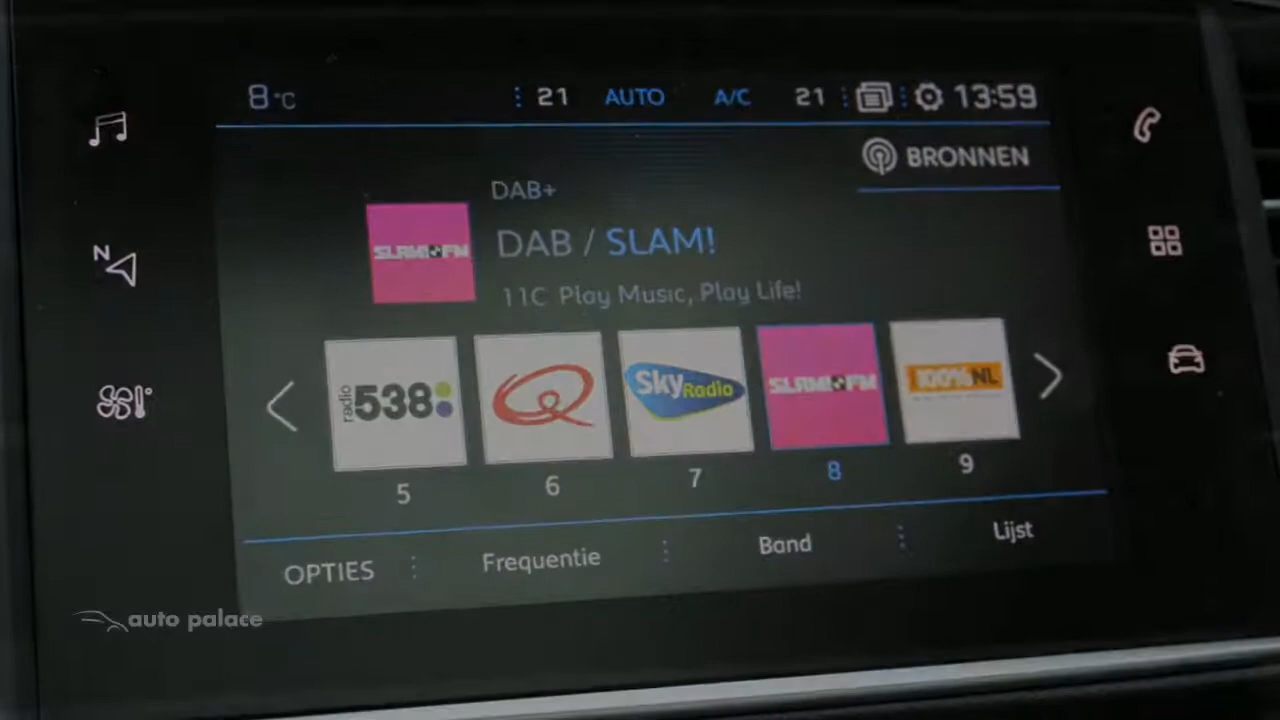 8°C 21 AUTO A/C 21 13:59
BRONNEN
DAB+
SLAM!FM
DAB / SLAM!
11C Play Music, Play Life!
N
radio 538
Q
Sky Radio
SLAM!FM
100% NL
5 6 7 8 9
OPTIES Frequentie Band Lijst
auto palace